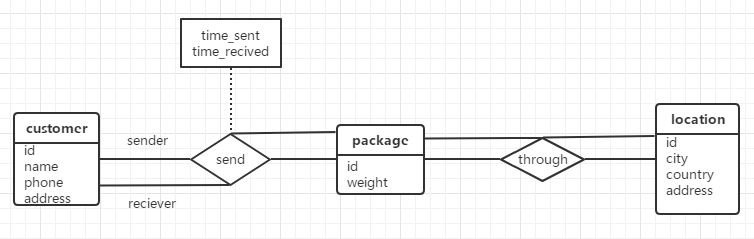 time_sent
time_recived
customer
id
name
phone
address
sender
reciever
send
package
id
weight
through
location
id
city
country
address